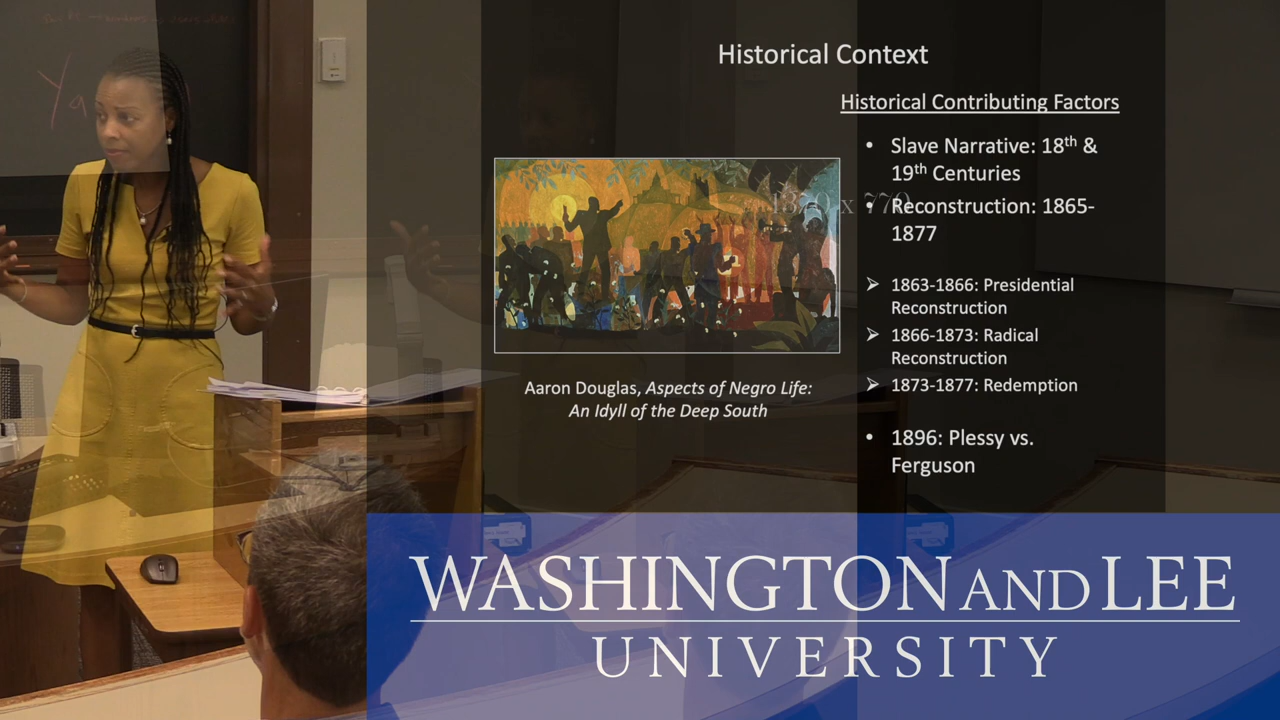 Ya
Historical Context
Historical Contributing Factors
• Slave Narrative: 18th &
19th Centuries
• Reconstruction: 1865-
1877
➢ 1863-1866: Presidential
Reconstruction
➢ 1866-1873: Radical
Reconstruction
➢ 1873-1877: Redemption
• 1896: Plessy vs.
Ferguson
Aaron Douglas, Aspects of Negro Life:
An Idyll of the Deep South
WASHINGTON AND LEE
UNIVERSITY